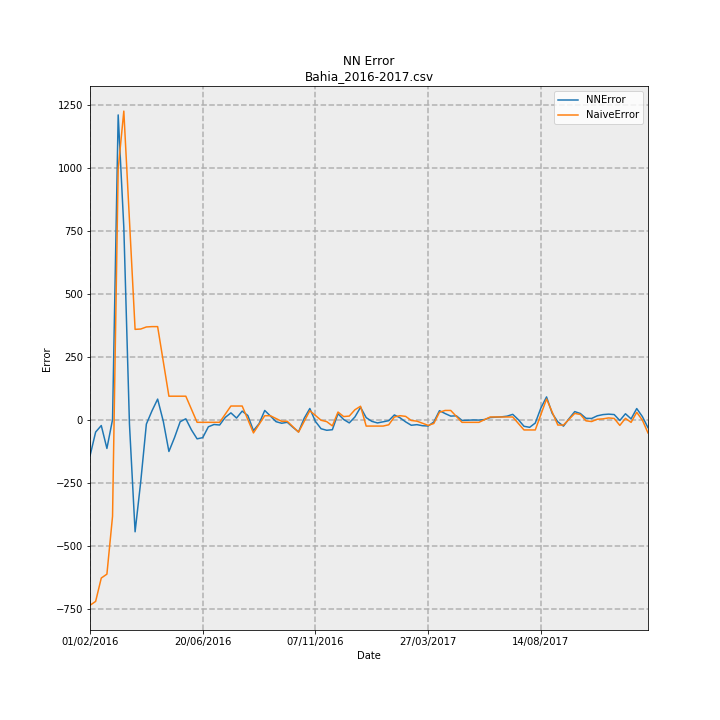 NN Error
Bahia_2016-2017.csv
NNError
NaiveError
1250
1000
750
500
250
0
−250
−500
−750
Error
01/02/2016
20/06/2016
07/11/2016
27/03/2017
14/08/2017
Date